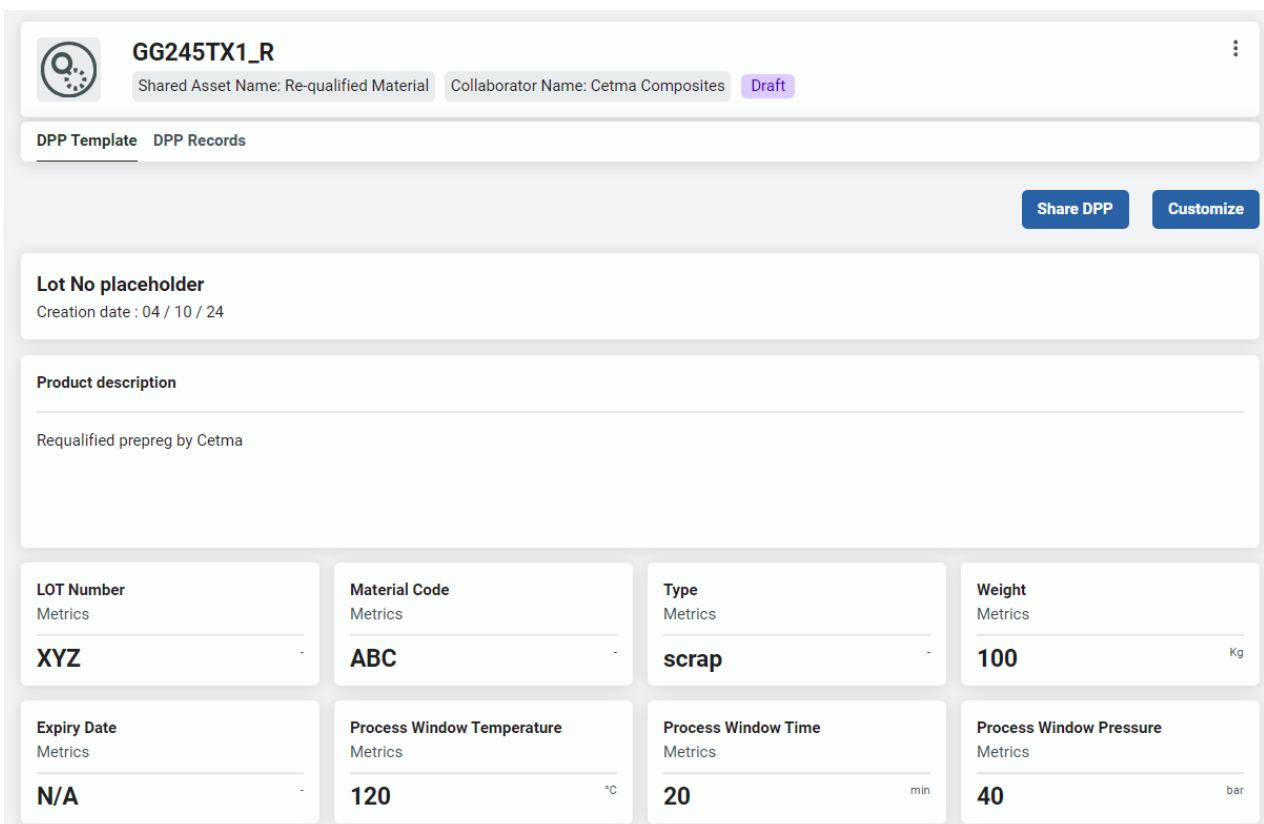 GG245TX1_R
Shared Asset Name: Re-qualified Material Collaborator Name: Cetma Composites Draft
DPP Template DPP Records
Share DPP Customize
Lot No placeholder
Creation date : 04 / 10 / 24
Product description
Requalified prepreg by Cetma
LOT Number
Metrics
XYZ -
Material Code
Metrics
ABC -
Type
Metrics
scrap -
Weight
Metrics
100 Kg
Expiry Date
Metrics
N/A -
Process Window Temperature
Metrics
120 °C
Process Window Time
Metrics
20 min
Process Window Pressure
Metrics
40 bar